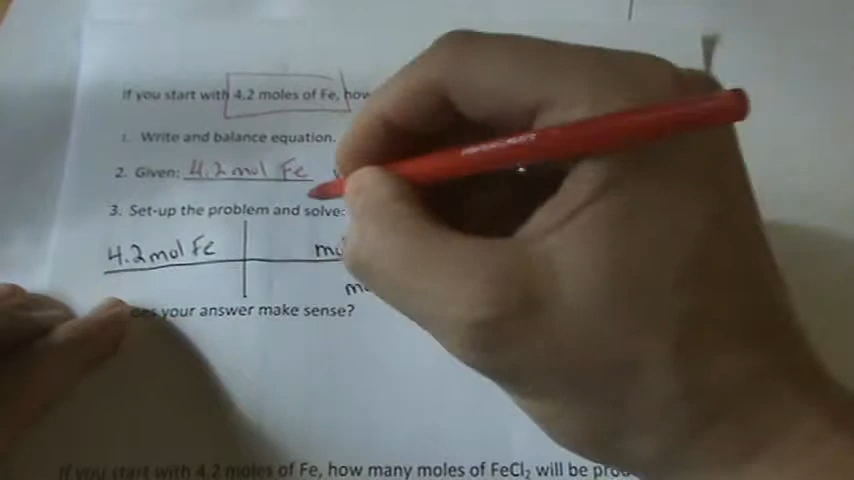 If you start with 4.2 moles of Fe, how
1. Write and balance equation.
2. Given: 4.2 mol Fe
3. Set-up the problem and solve:
4.2 mol Fe
your answer make sense?
If you start with 4.2 moles of Fe, how many moles of FeCl₂ will be